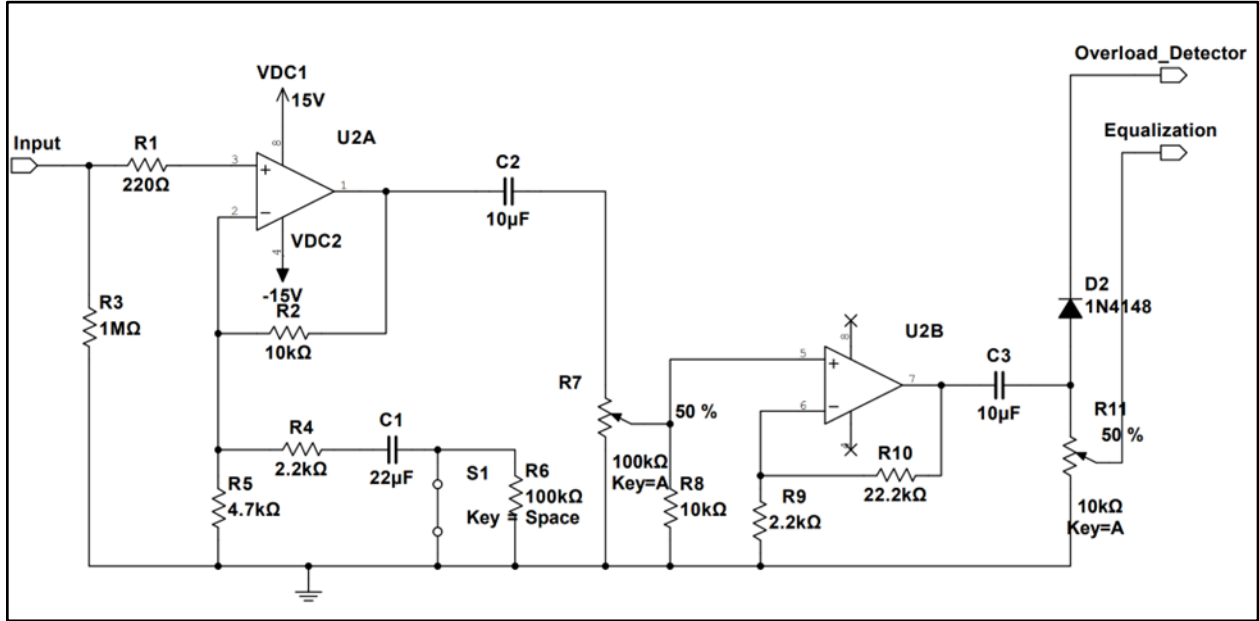 Overload_Detector
VDC1
15V
Equalization
Input
R1
U2A
220Ω
8
3
+
C2
1
2
−
10µF
VDC2
4
D2
1N4148
-15V
R3
1MΩ
R2
10kΩ
U2B
8
C3
R7
5
+
7
50 %
6
−
10µF
R11
50 %
R4
C1
4
R10
2.2kΩ
22µF
S1
R6
100kΩ
Key=A
22.2kΩ
R5
4.7kΩ
100kΩ
Key = Space
R8
10kΩ
R9
2.2kΩ
10kΩ
Key=A